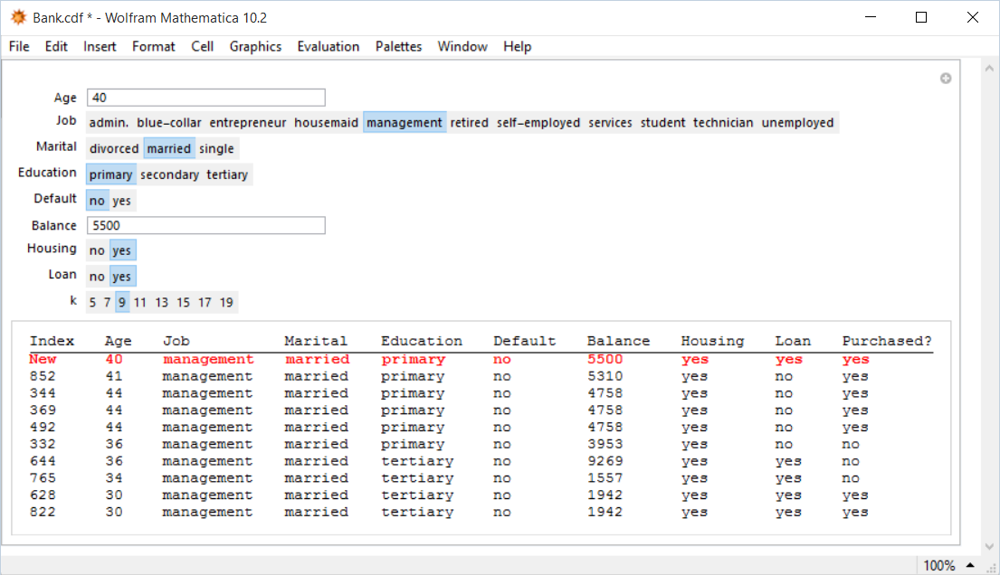 Bank.cdf * - Wolfram Mathematica 10.2
File Edit Insert Format Cell Graphics Evaluation Palettes Window Help
Age 40
Job admin. blue-collar entrepreneur housemaid management retired self-employed services student technician unemployed
Marital divorced married single
Education primary secondary tertiary
Default no yes
Balance 5500
Housing no yes
Loan no yes
k 5 7 9 11 13 15 17 19
Index Age Job Marital Education Default Balance Housing Loan Purchased?
New 40 management married primary no 5500 yes yes yes
852 41 management married primary no 5310 yes no yes
344 44 management married primary no 4758 yes no yes
369 44 management married primary no 4758 yes no yes
492 44 management married primary no 4758 yes no yes
332 36 management married primary no 3953 yes no no
644 36 management married tertiary no 9269 yes yes no
765 34 management married tertiary no 1557 yes yes no
628 30 management married tertiary no 1942 yes yes yes
822 30 management married tertiary no 1942 yes yes yes
100%